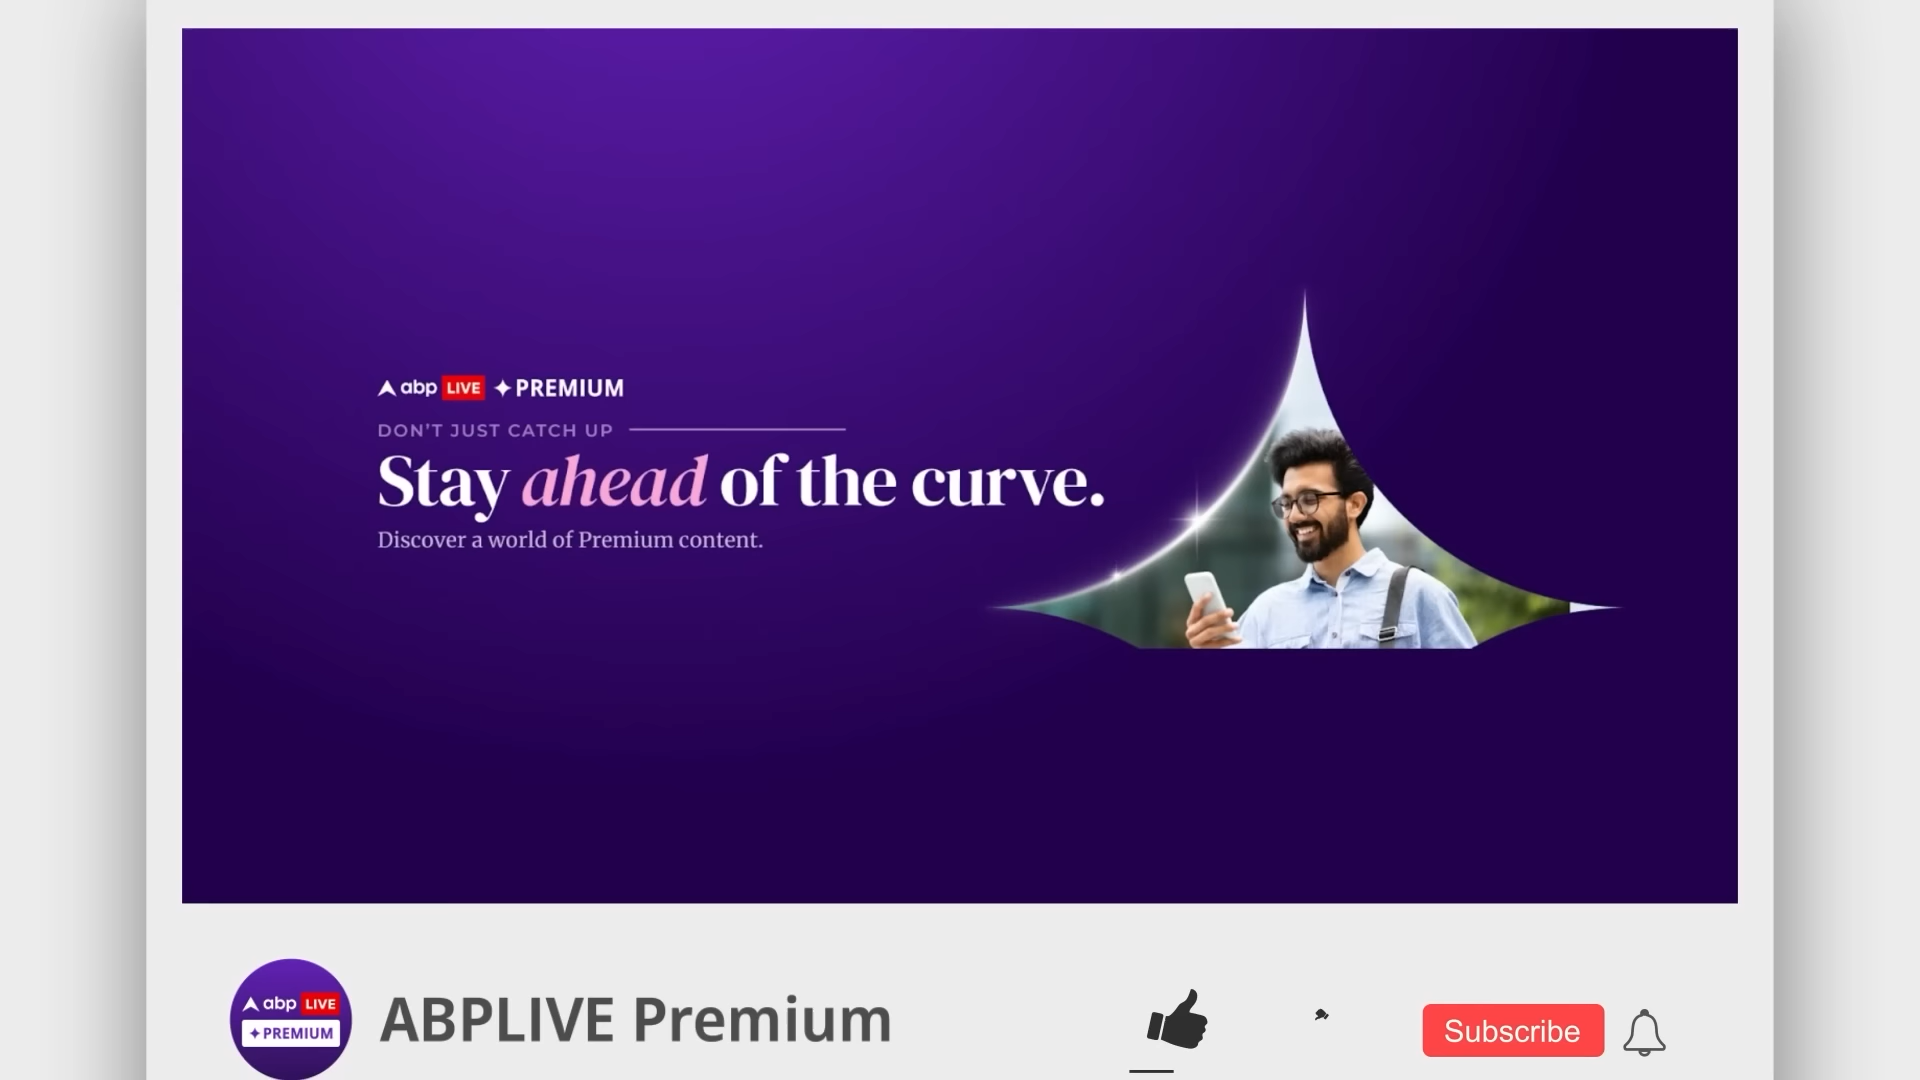 abp LIVE PREMIUM
DON'T JUST CATCH UP
Stay ahead of the curve.
Discover a world of Premium content.
abp LIVE
PREMIUM
ABPLIVE Premium
Subscribe